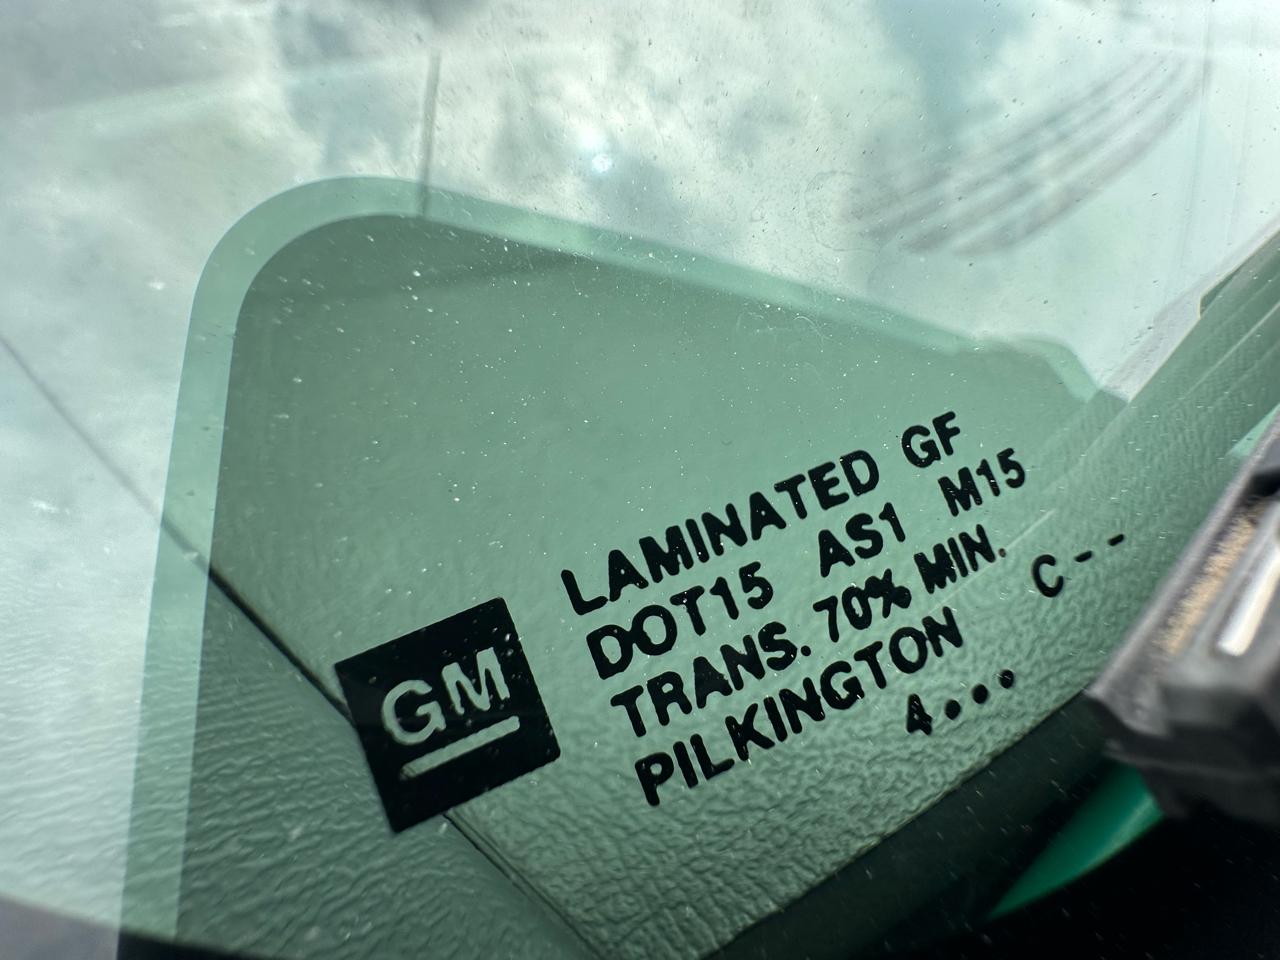 GM
LAMINATED GF
DOT15 AS1 M15
TRANS. 70% MIN.
PILKINGTON C--
4...